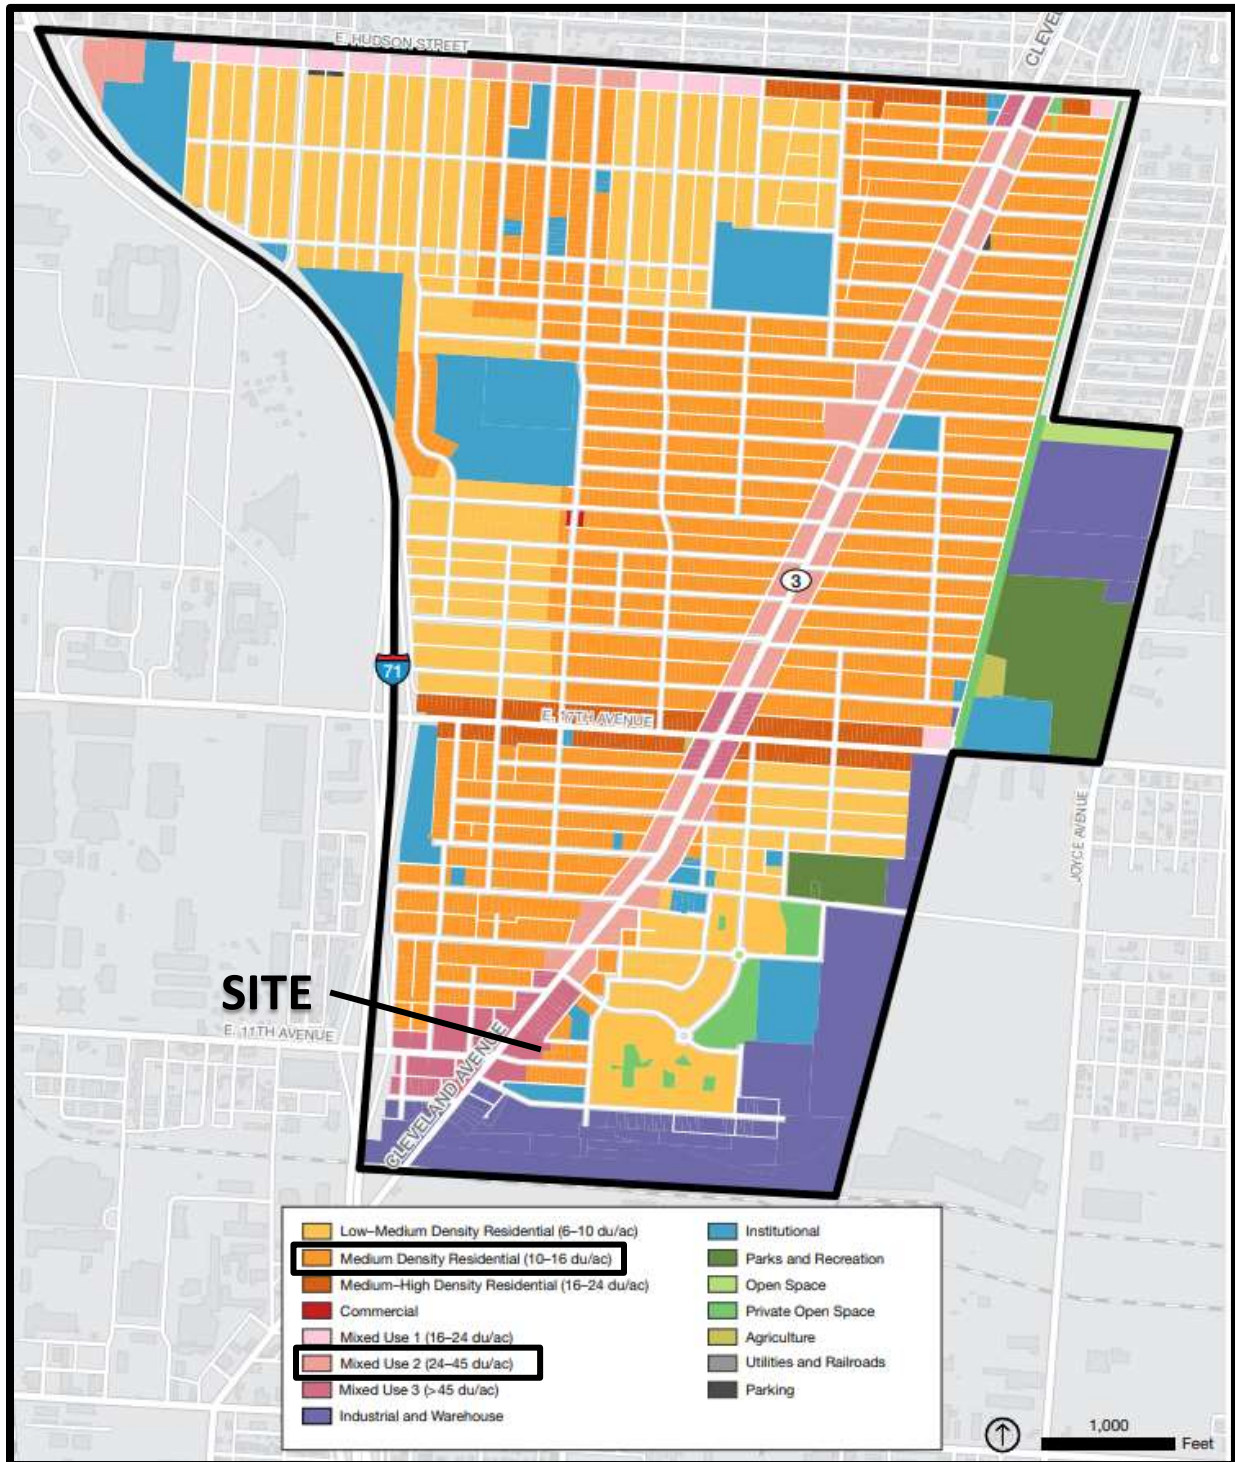 E. HUDSON STREET
CLEVEL
3
71
E. 17TH AVENUE
JOYCE AVENUE
SITE
E. 11TH AVENUE
CLEVELAND AVENUE
Low–Medium Density Residential (6–10 du/ac)
Medium Density Residential (10–16 du/ac)
Medium–High Density Residential (16–24 du/ac)
Commercial
Mixed Use 1 (16–24 du/ac)
Mixed Use 2 (24–45 du/ac)
Mixed Use 3 (>45 du/ac)
Industrial and Warehouse
Institutional
Parks and Recreation
Open Space
Private Open Space
Agriculture
Utilities and Railroads
Parking
1,000
Feet